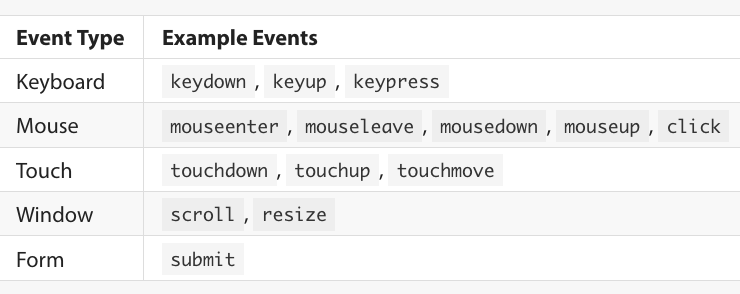 Event Type Example Events
Keyboard keydown, keyup, keypress
Mouse mouseenter, mouseleave, mousedown, mouseup, click
Touch touchdown, touchup, touchmove
Window scroll, resize
Form submit